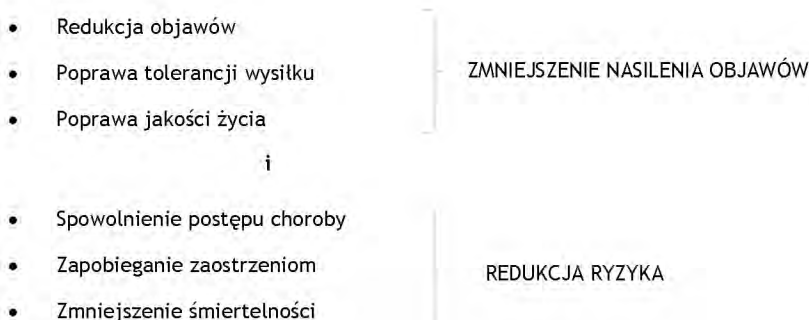 • Redukcja objawów
• Poprawa tolerancji wysiłku
ZMNIEJSZENIE NASILENIA OBJAWÓW
• Poprawa jakości życia
i
• Spowolnienie postępu choroby
• Zapobieganie zaostrzeniom
REDUKCJA RYZYKA
• Zmniejszenie śmiertelności